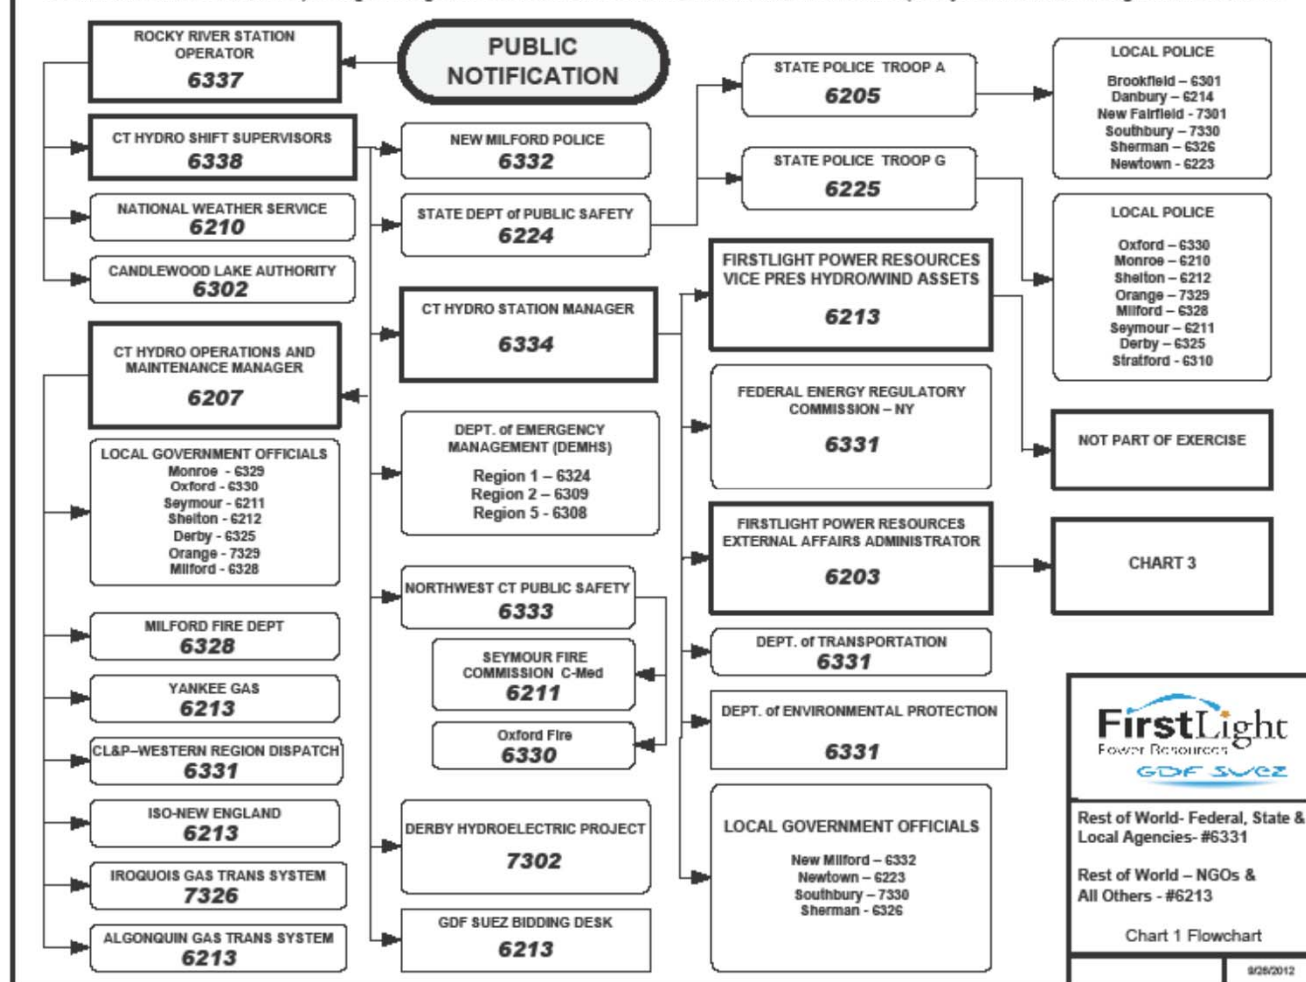 ROCKY RIVER STATION
OPERATOR
6337
PUBLIC
NOTIFICATION
CT HYDRO SHIFT SUPERVISORS
6338
NATIONAL WEATHER SERVICE
6210
CANDLEWOOD LAKE AUTHORITY
6302
CT HYDRO OPERATIONS AND
MAINTENANCE MANAGER
6207
LOCAL GOVERNMENT OFFICIALS
Monroe - 6329
Oxford - 6330
Seymour - 6211
Shelton - 6212
Derby - 6325
Orange - 7329
Milford - 6328
MILFORD FIRE DEPT
6328
YANKEE GAS
6213
CL&P–WESTERN REGION DISPATCH
6331
ISO-NEW ENGLAND
6213
IROQUOIS GAS TRANS SYSTEM
7326
ALGONQUIN GAS TRANS SYSTEM
6213
NEW MILFORD POLICE
6332
STATE DEPT of PUBLIC SAFETY
6224
CT HYDRO STATION MANAGER
6334
DEPT. of EMERGENCY
MANAGEMENT (DEMHS)
Region 1 – 6324
Region 2 – 6309
Region 5 - 6308
NORTHWEST CT PUBLIC SAFETY
6333
SEYMOUR FIRE
COMMISSION C-Med
6211
Oxford Fire
6330
DERBY HYDROELECTRIC PROJECT
7302
GDF SUEZ BIDDING DESK
6213
STATE POLICE TROOP A
6205
STATE POLICE TROOP G
6225
FIRSTLIGHT POWER RESOURCES
VICE PRES HYDRO/WIND ASSETS
6213
FEDERAL ENERGY REGULATORY
COMMISSION – NY
6331
FIRSTLIGHT POWER RESOURCES
EXTERNAL AFFAIRS ADMINISTRATOR
6203
DEPT. of TRANSPORTATION
6331
DEPT. of ENVIRONMENTAL PROTECTION
6331
LOCAL GOVERNMENT OFFICIALS
New Milford – 6332
Newtown – 6223
Southbury – 7330
Sherman - 6326
LOCAL POLICE
Brookfield – 6301
Danbury – 6214
New Fairfield - 7301
Southbury – 7330
Sherman – 6326
Newtown – 6223
LOCAL POLICE
Oxford – 6330
Monroe – 6210
Shelton – 6212
Orange – 7329
Milford – 6328
Seymour – 6211
Derby – 6325
Stratford - 6310
NOT PART OF EXERCISE
CHART 3
FirstLight
Power Resources
GDF SUEZ
Rest of World- Federal, State &
Local Agencies- #6331
Rest of World – NGOs &
All Others - #6213
Chart 1 Flowchart
9/26/2012